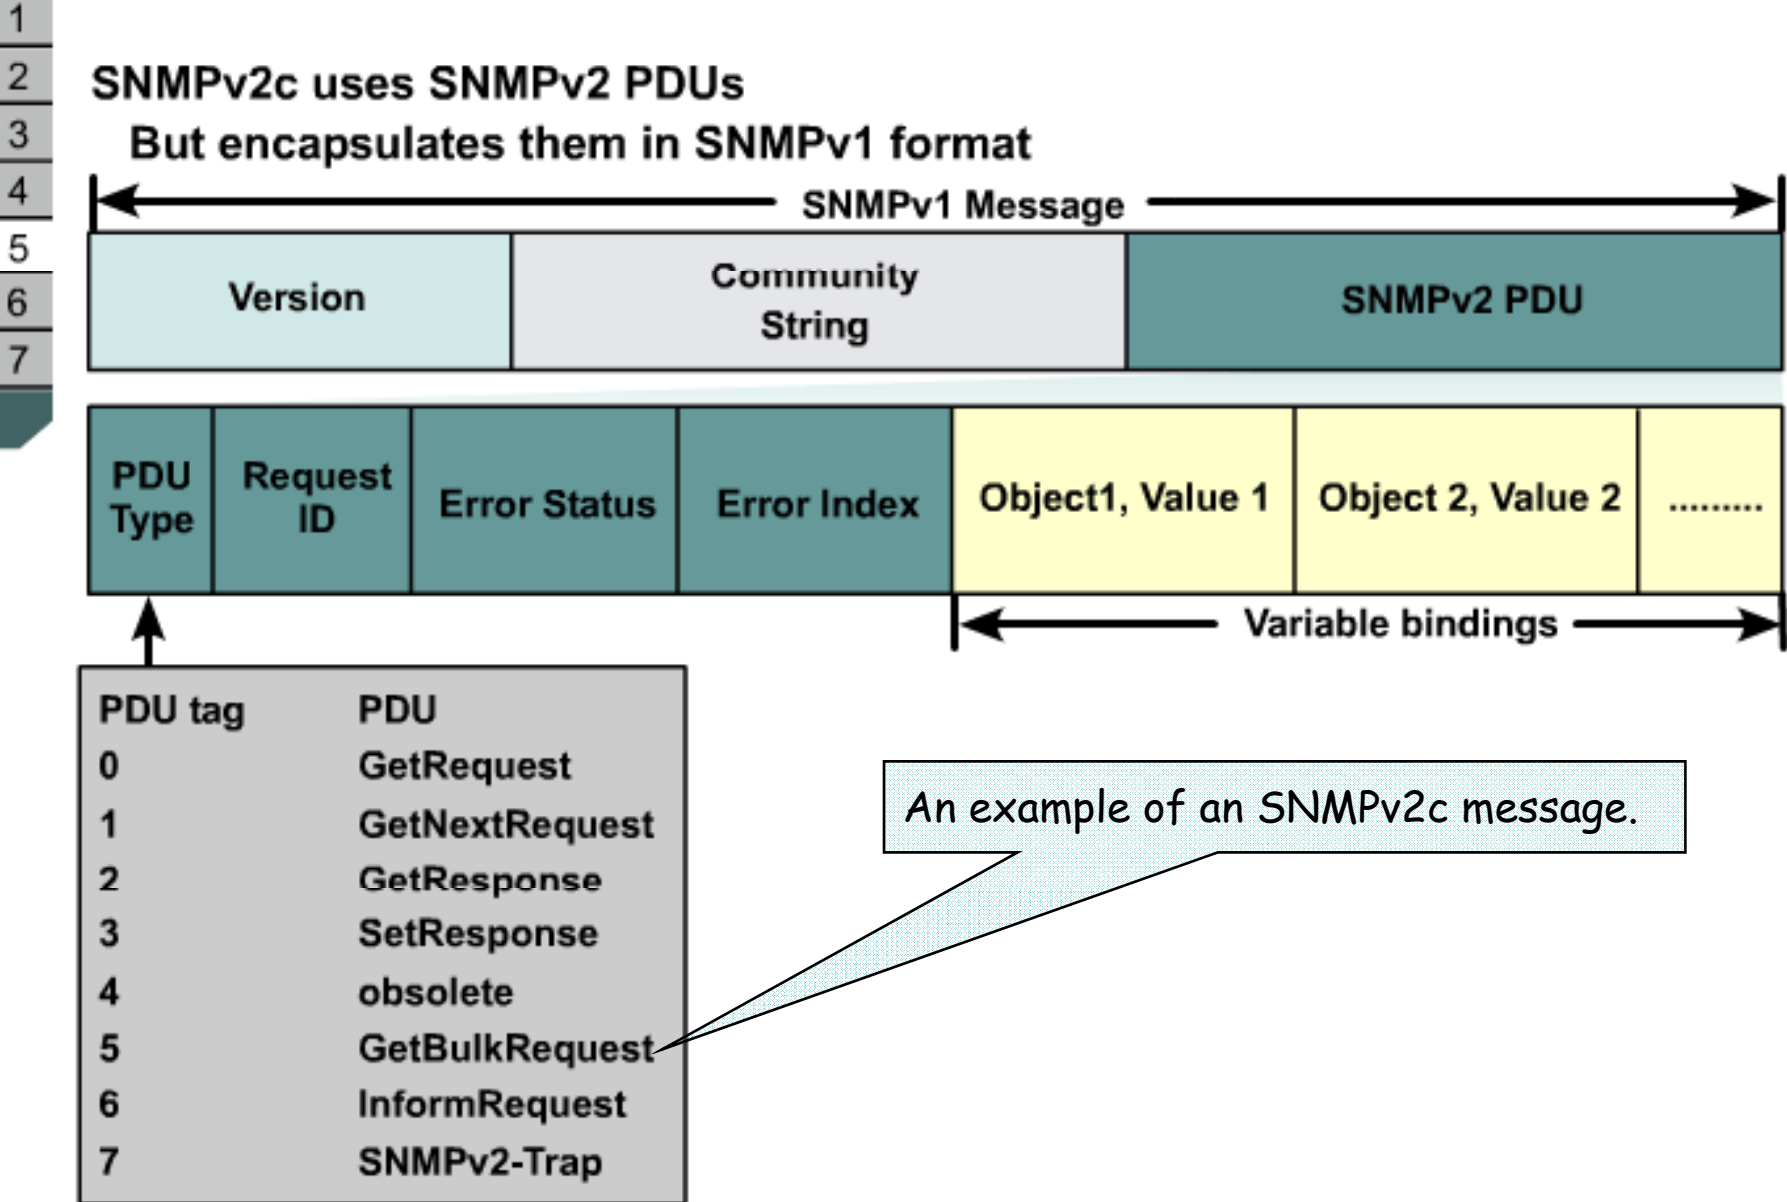 1
2
3
4
5
6
7
SNMPv2c uses SNMPv2 PDUs
But encapsulates them in SNMPv1 format
SNMPv1 Message
Version
Community
String
SNMPv2 PDU
PDU
Type
Request
ID
Error Status
Error Index
Object1, Value 1
Object 2, Value 2
.........
Variable bindings
PDU tag PDU
0 GetRequest
1 GetNextRequest
2 GetResponse
3 SetResponse
4 obsolete
5 GetBulkRequest
6 InformRequest
7 SNMPv2-Trap
An example of an SNMPv2c message.